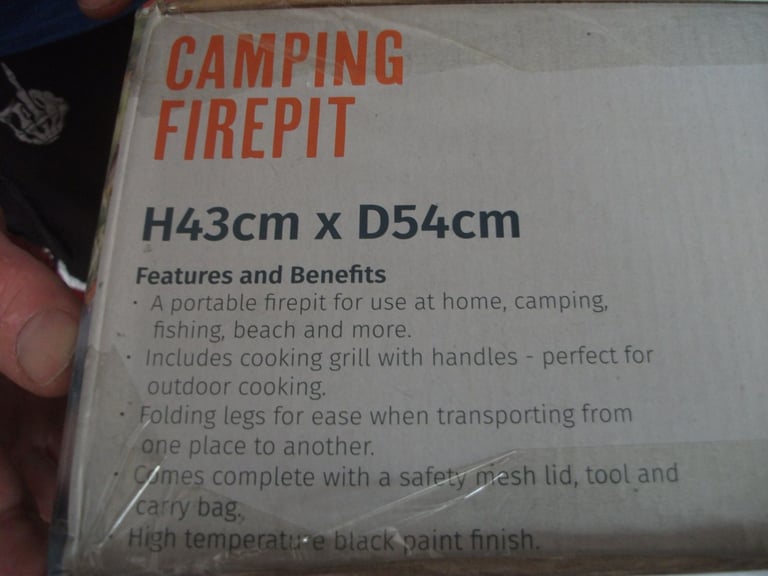 CAMPING
FIREPIT
H43cm x D54cm
Features and Benefits
· A portable firepit for use at home, camping,
fishing, beach and more.
· Includes cooking grill with handles - perfect for
outdoor cooking.
· Folding legs for ease when transporting from
one place to another.
· Comes complete with a safety mesh lid, tool and
carry bag.
· High temperature black paint finish.